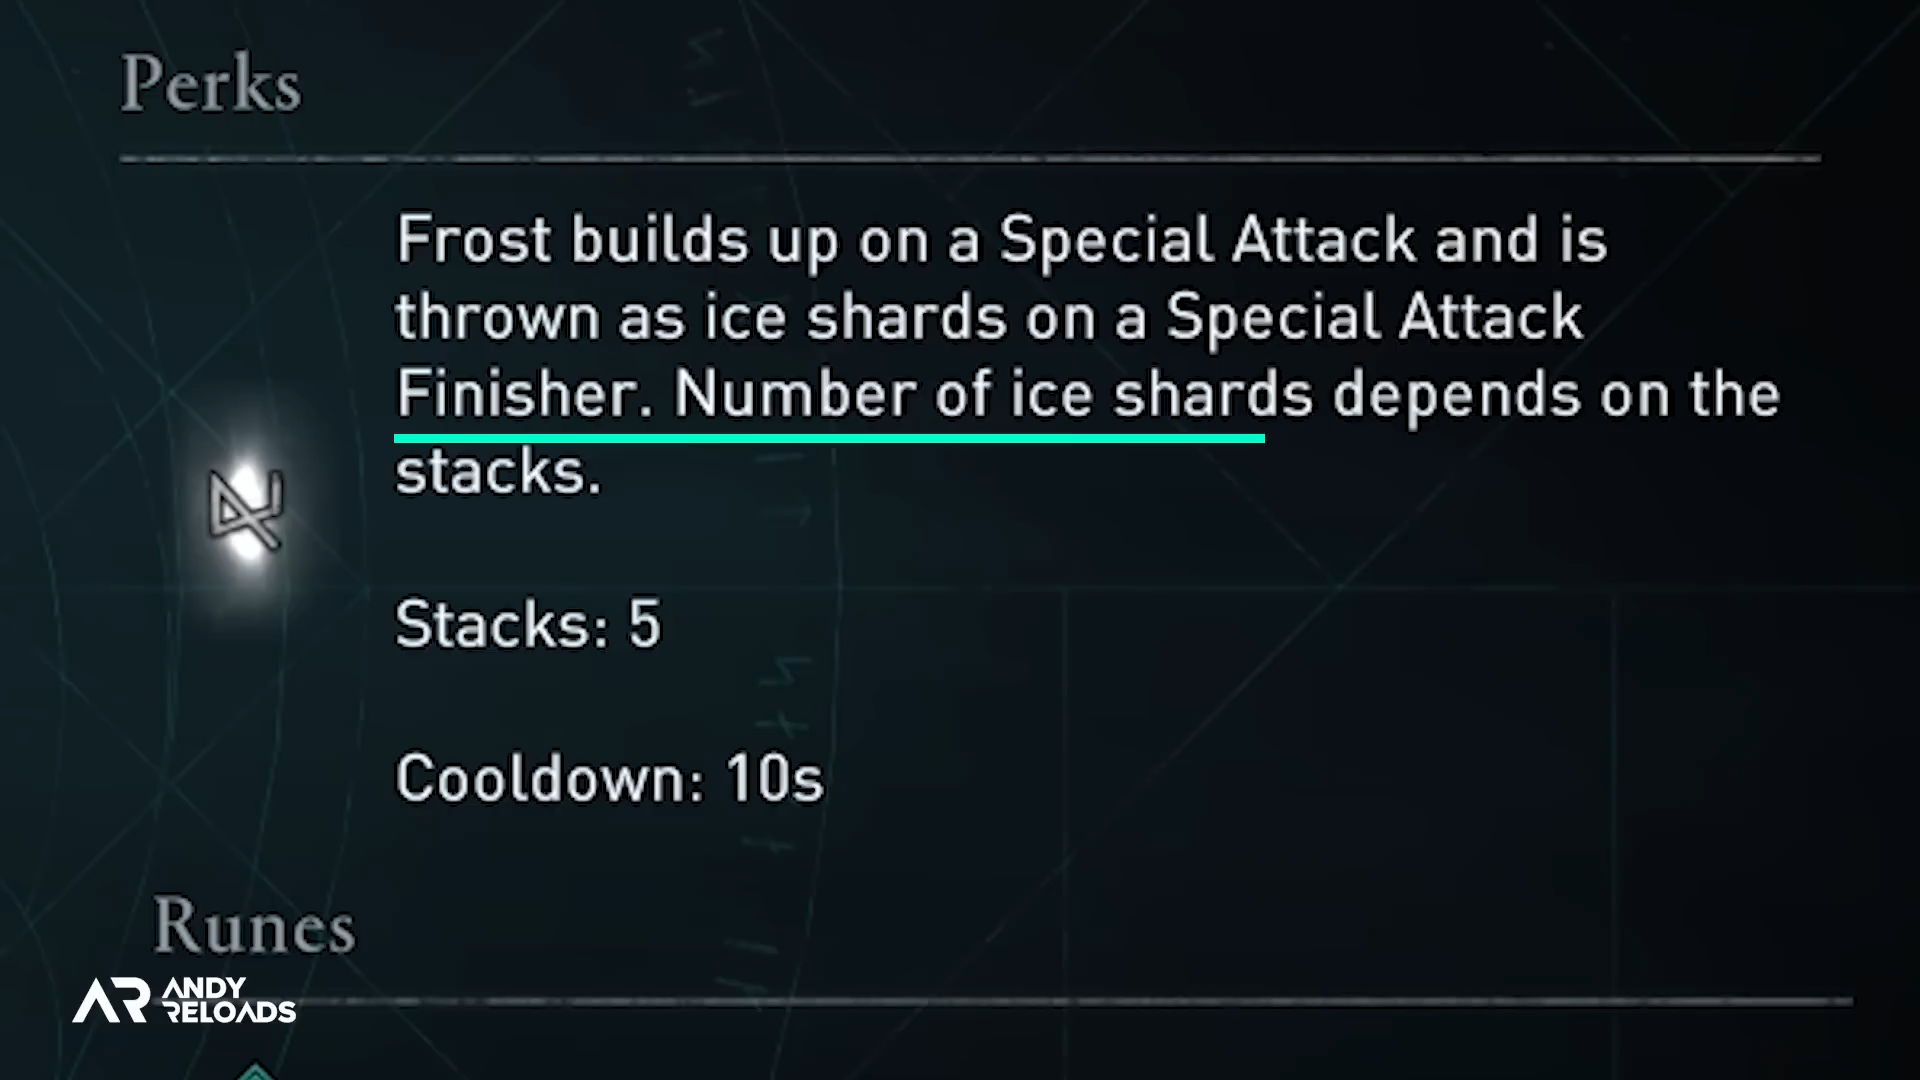 Perks
Frost builds up on a Special Attack and is
thrown as ice shards on a Special Attack
Finisher. Number of ice shards depends on the
stacks.
Stacks: 5
Cooldown: 10s
Runes
AR ANDY
RELOADS